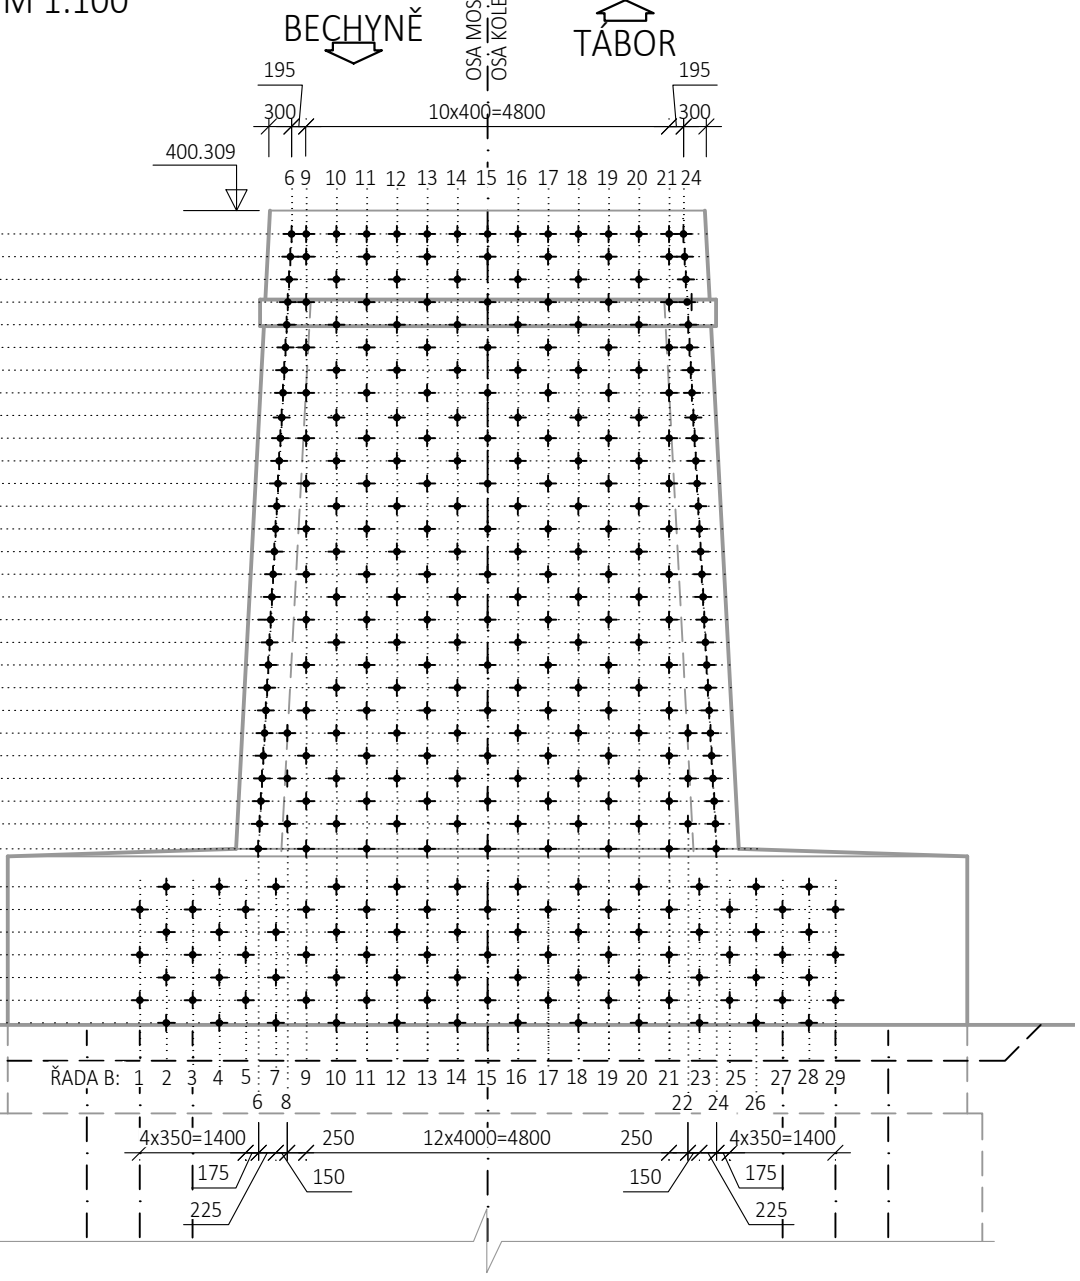 M 1:100
BECHYNĚ
TÁBOR
OSA MOS
OSA KOLE
195
195
300
10x400=4800
300
400.309
6 9 10 11 12 13 14 15 16 17 18 19 20 21 24
ŘADA B: 1 2 3 4 5 7 9 10 11 12 13 14 15 16 17 18 19 20 21 23 25 27 28 29
6 8 22 24 26
4x350=1400 250 12x4000=4800 250 4x350=1400
175 150 150 175
225 225